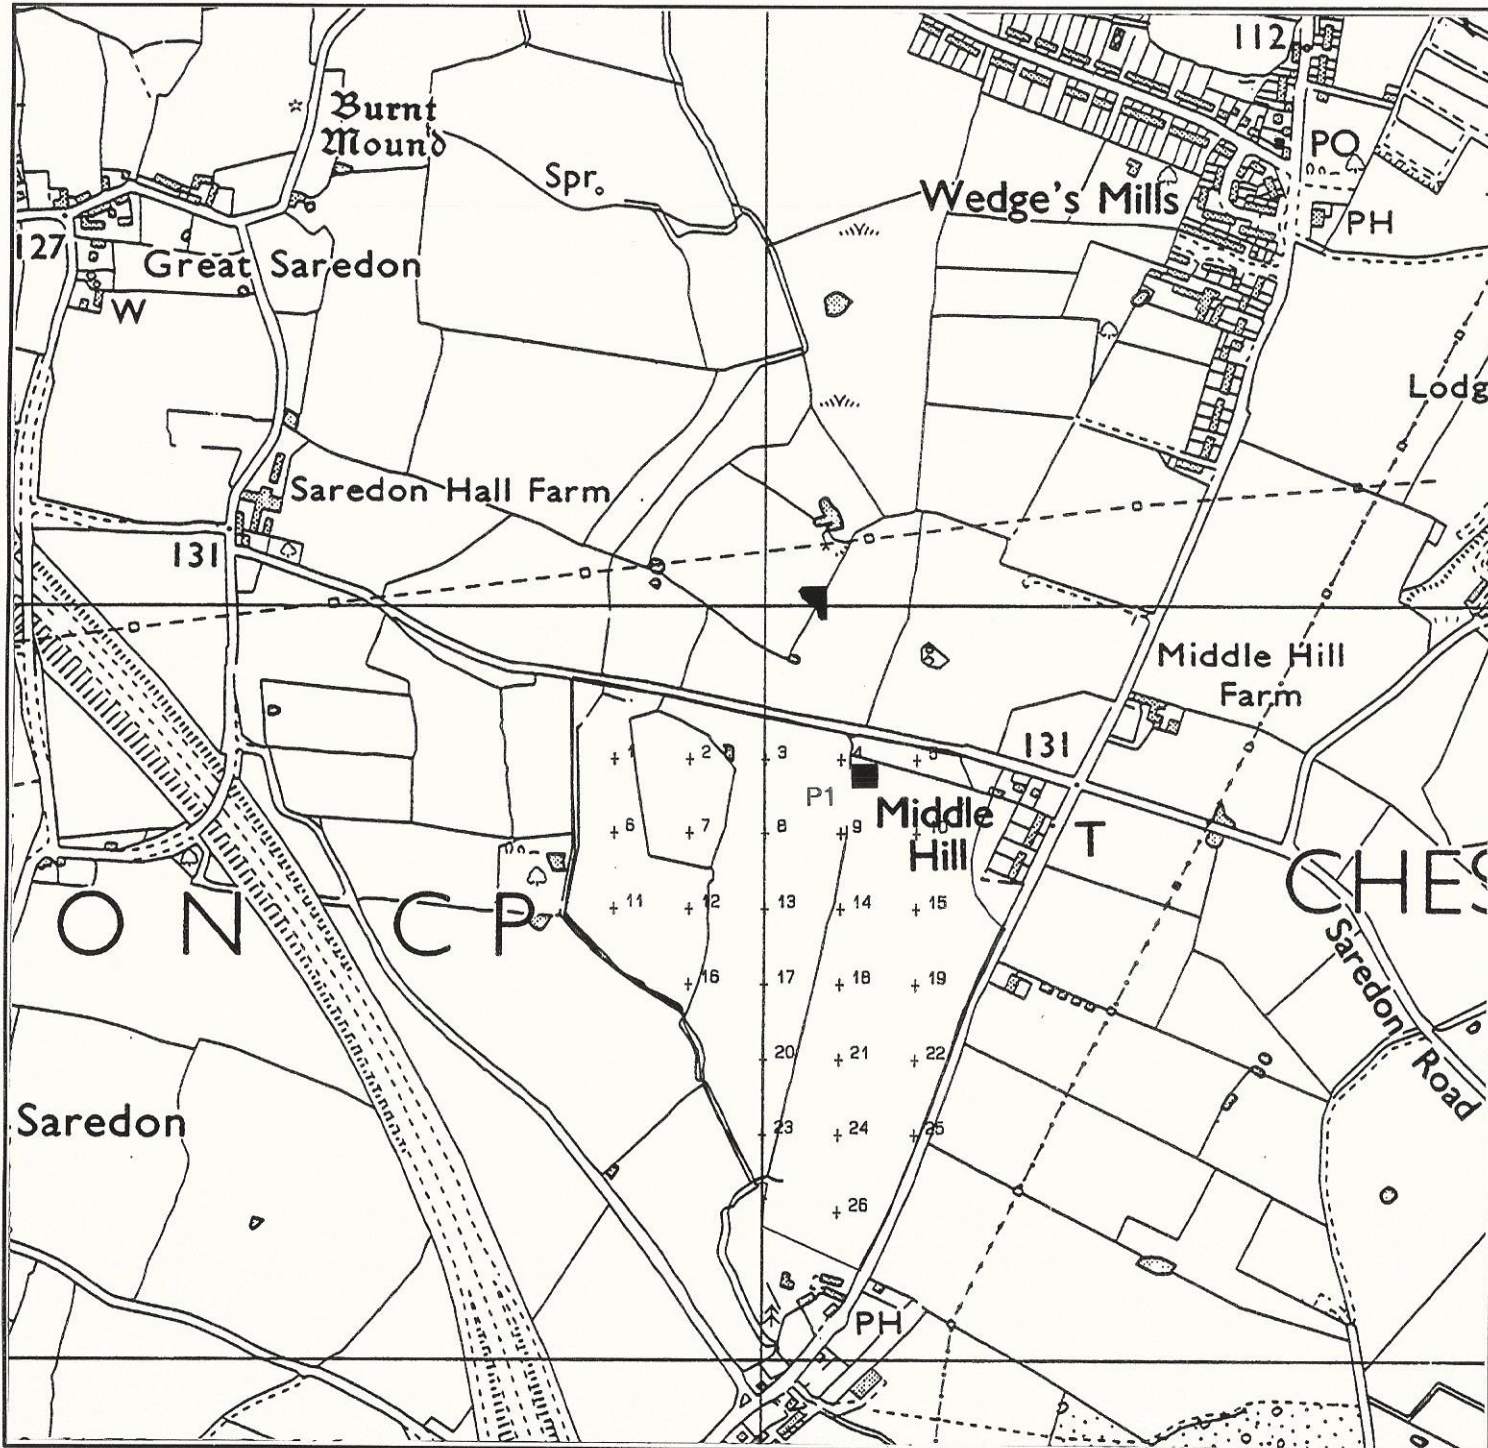 112
Burnt
Mound
PO
Spr.
Wedge's Mills
PH
127
Great Saredon
W
Lodg
Saredon Hall Farm
131
Middle Hill
Farm
131
1
2
3
4
5
P1
Middle
Hill
6
7
8
9
10
T
CHES
ON CP
11
12
13
14
15
Saredon
Road
16
17
18
19
20
21
22
Saredon
23
24
25
26
PH